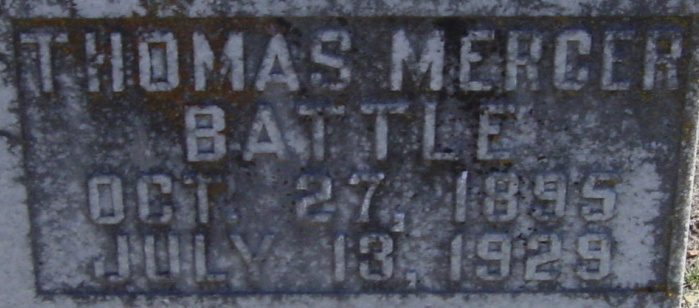 THOMAS MERCER
BATTLE
OCT. 27, 1895
JULY 13, 1929